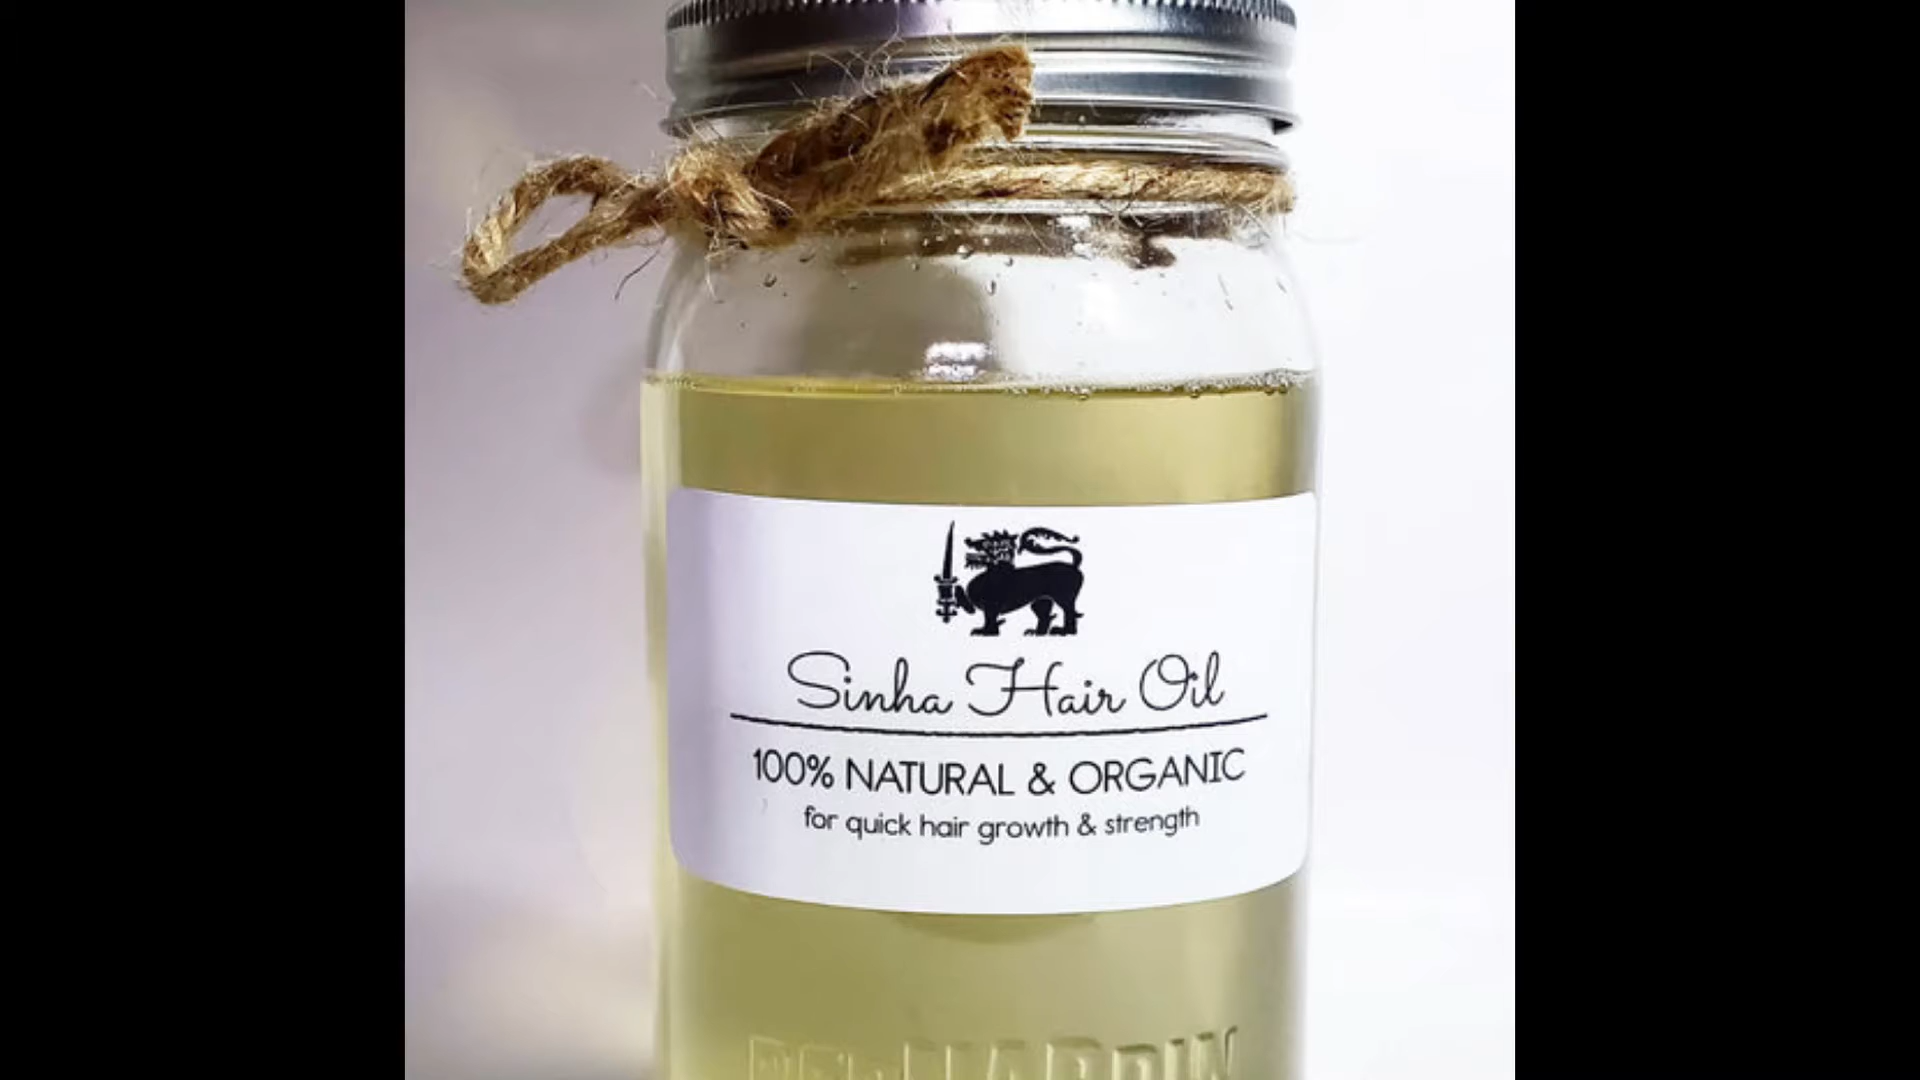 Sinha Hair Oil
100% NATURAL & ORGANIC
for quick hair growth & strength